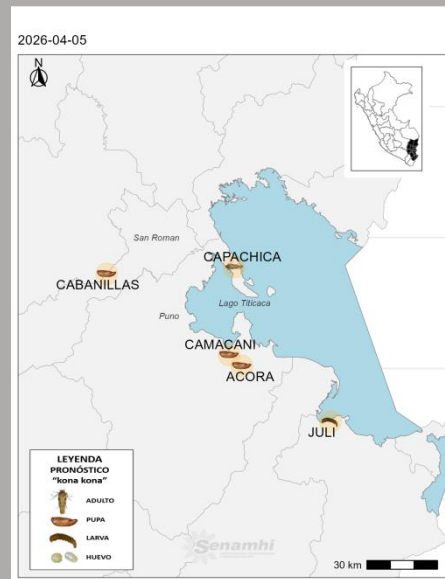 2026-04-05
N
San Roman
CAPACHICA
CABANILLAS
Lago Titicaca
Puno
CAMACANI
ACORA
JULI
LEYENDA
PRONÓSTICO
"kona kona"
ADULTO
PUPA
LARVA
HUEVO
Senamhi
30 km